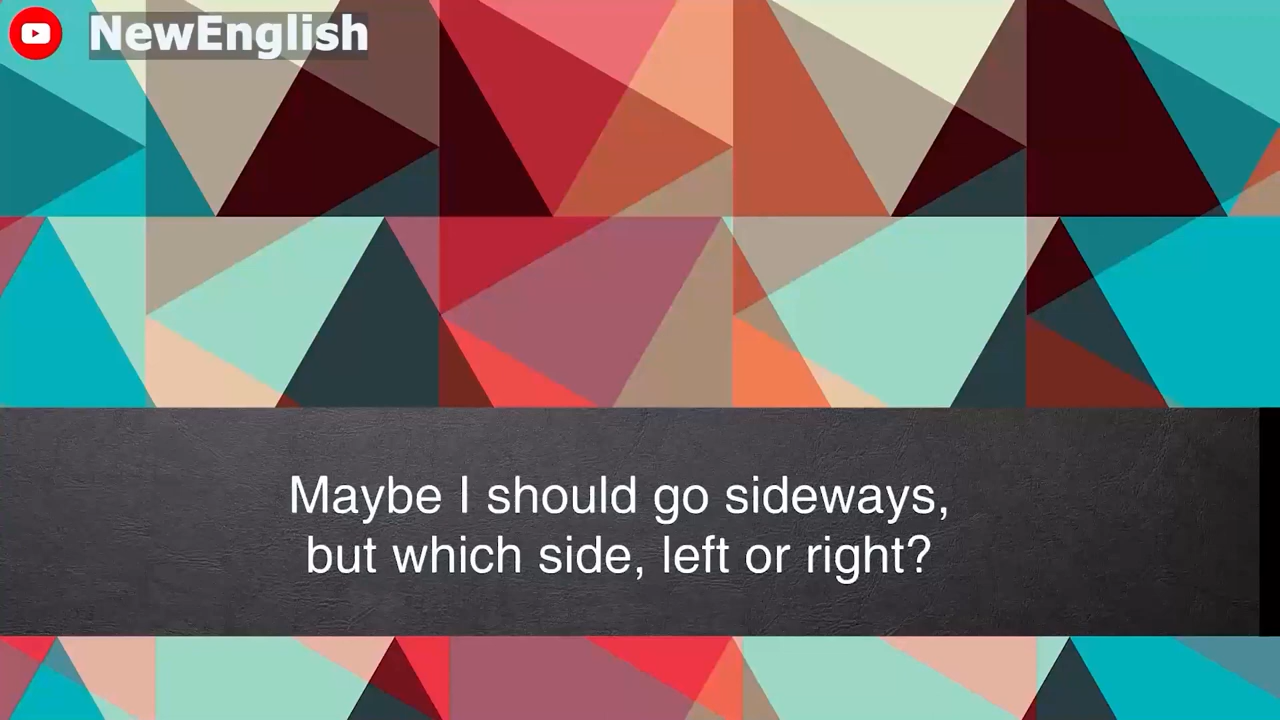 NewEnglish
Maybe I should go sideways,
but which side, left or right?